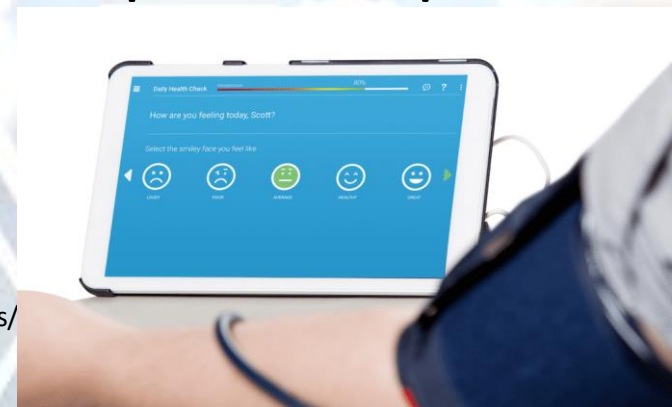 Daily Health Check 80% ?
How are you feeling today, Scott?
Select the smiley face you feel like
LOUSY POOR AVERAGE HEALTHY GREAT
s/